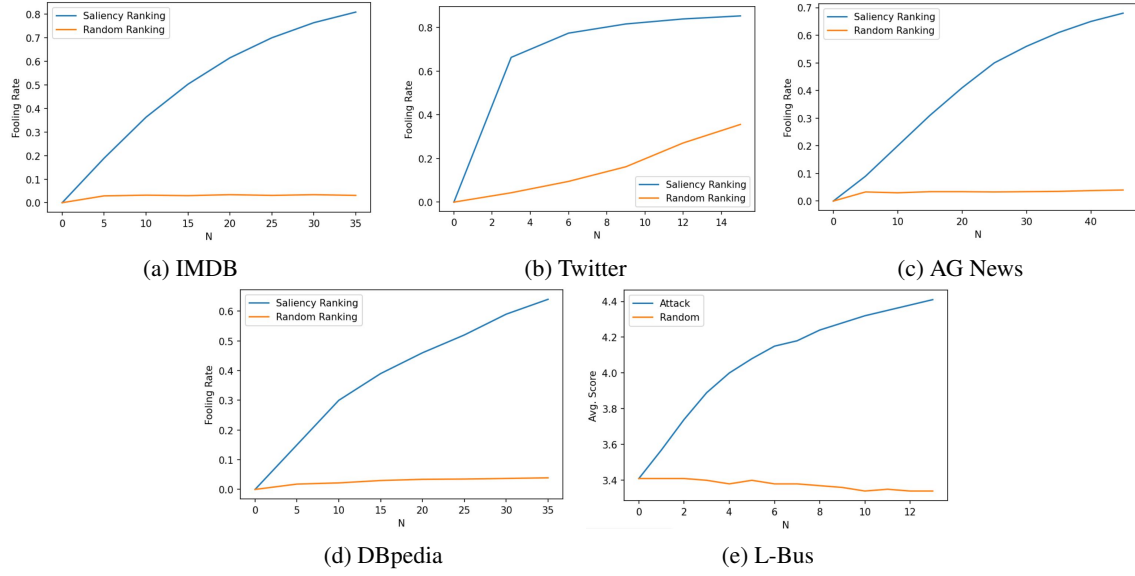 Saliency Ranking
Random Ranking
Fooling Rate
0.8
0.7
0.6
0.5
0.4
0.3
0.2
0.1
0.0
0 5 10 15 20 25 30 35
N
(a) IMDB
Fooling Rate
0.8
0.6
0.4
0.2
0.0
Saliency Ranking
Random Ranking
0 2 4 6 8 10 12 14
N
(b) Twitter
Saliency Ranking
Random Ranking
Fooling Rate
0.7
0.6
0.5
0.4
0.3
0.2
0.1
0.0
0 10 20 30 40
N
(c) AG News
Saliency Ranking
Random Ranking
Fooling Rate
0.6
0.5
0.4
0.3
0.2
0.1
0.0
0 5 10 15 20 25 30 35
N
(d) DBpedia
Attack
Random
Avg. Score
4.4
4.2
4.0
3.8
3.6
3.4
0 2 4 6 8 10 12
N
(e) L-Bus